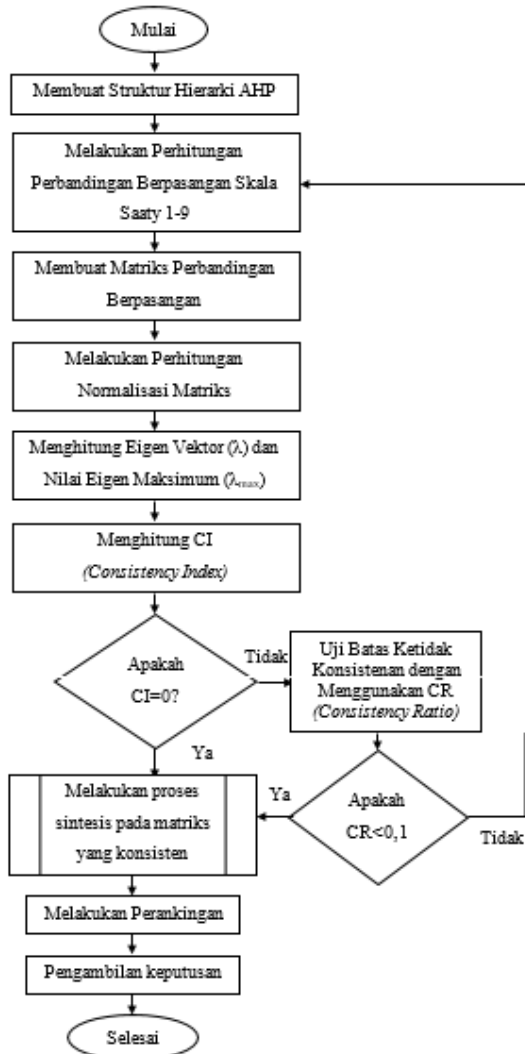 Mulai
Membuat Struktur Hierarki AHP
Melakukan Perhitungan
Perbandingan Berpasangan Skala
Saaty 1-9
Membuat Matriks Perbandingan
Berpasangan
Melakukan Perhitungan
Normalisasi Matriks
Menghitung Eigen Vektor (λ) dan
Nilai Eigen Maksimum (λmax)
Menghitung CI
(Consistency Index)
Apakah
CI=0?
Tidak
Uji Batas Ketidak
Konsistenan dengan
Menggunakan CR
(Consistency Ratio)
Ya
Melakukan proses
sintesis pada matriks
yang konsisten
Ya
Apakah
CR<0,1
Tidak
Melakukan Perankingan
Pengambilan keputusan
Selesai